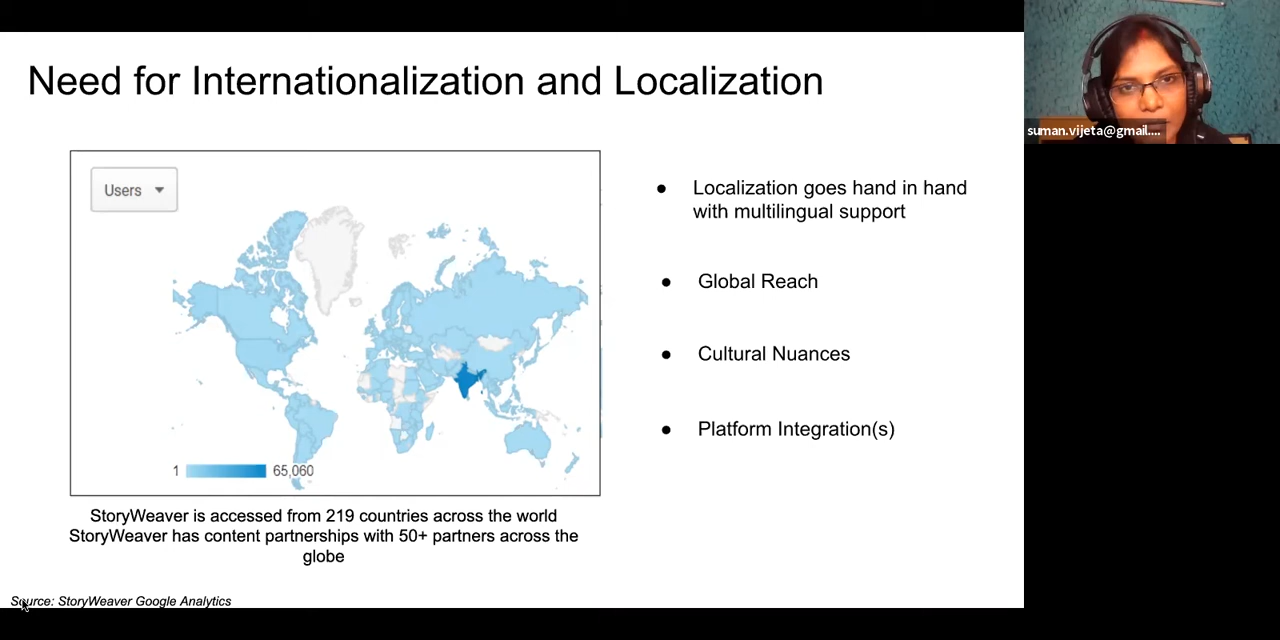 Need for Internationalization and Localization
Users
1
65,060
StoryWeaver is accessed from 219 countries across the world
StoryWeaver has content partnerships with 50+ partners across the
globe
Source: StoryWeaver Google Analytics
● Localization goes hand in hand
with multilingual support
● Global Reach
● Cultural Nuances
● Platform Integration(s)
suman.vijeta@gmail....